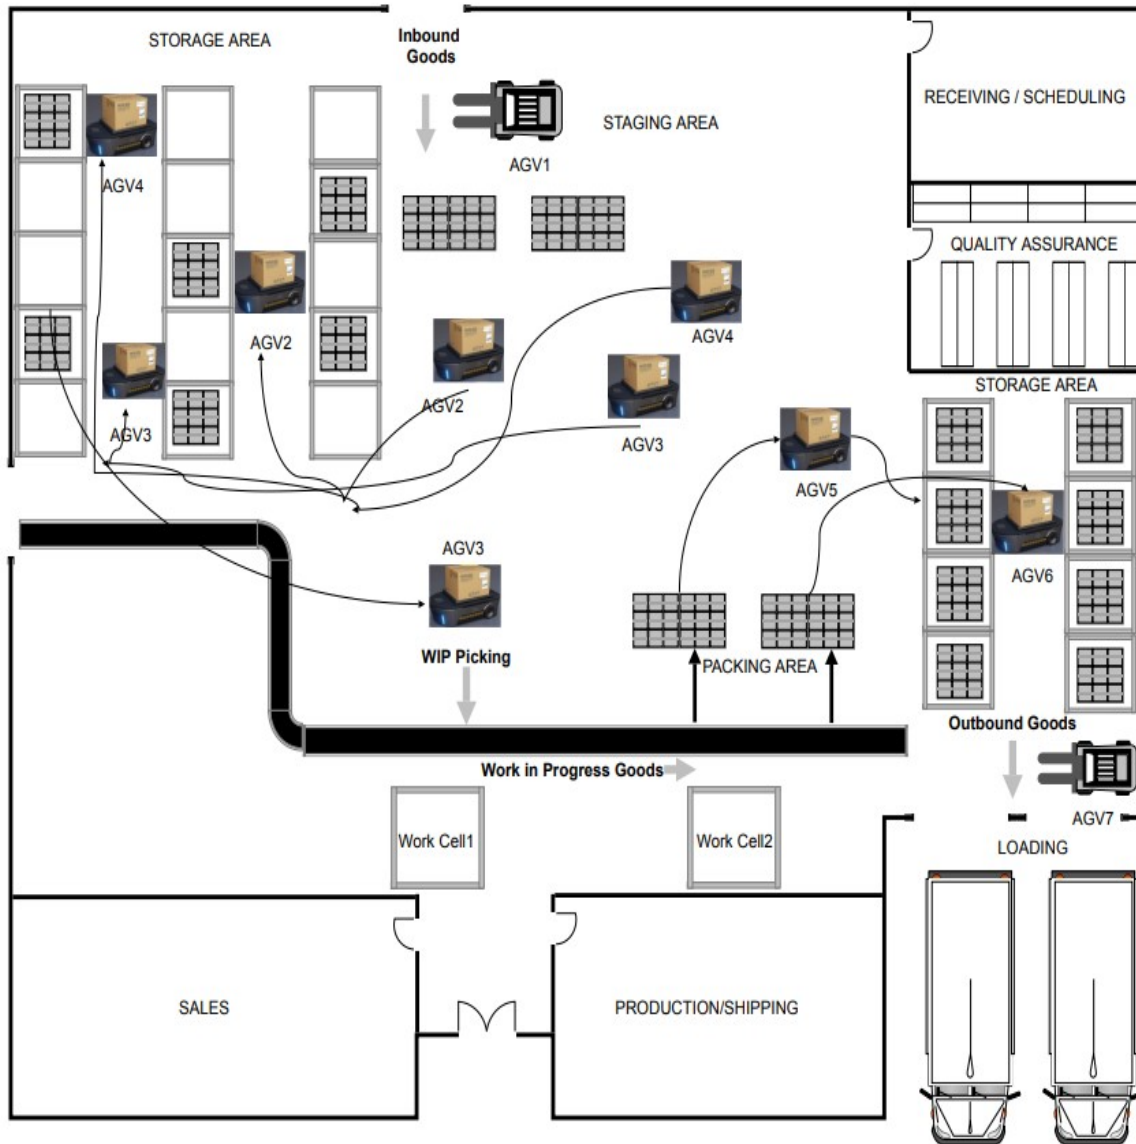 STORAGE AREA
Inbound
Goods
RECEIVING / SCHEDULING
STAGING AREA
AGV1
AGV4
QUALITY ASSURANCE
AGV2
AGV4
STORAGE AREA
AGV2
AGV3
AGV3
AGV5
AGV3
AGV6
WIP Picking
PACKING AREA
Outbound Goods
Work in Progress Goods
AGV7
Work Cell1
Work Cell2
LOADING
SALES
PRODUCTION/SHIPPING